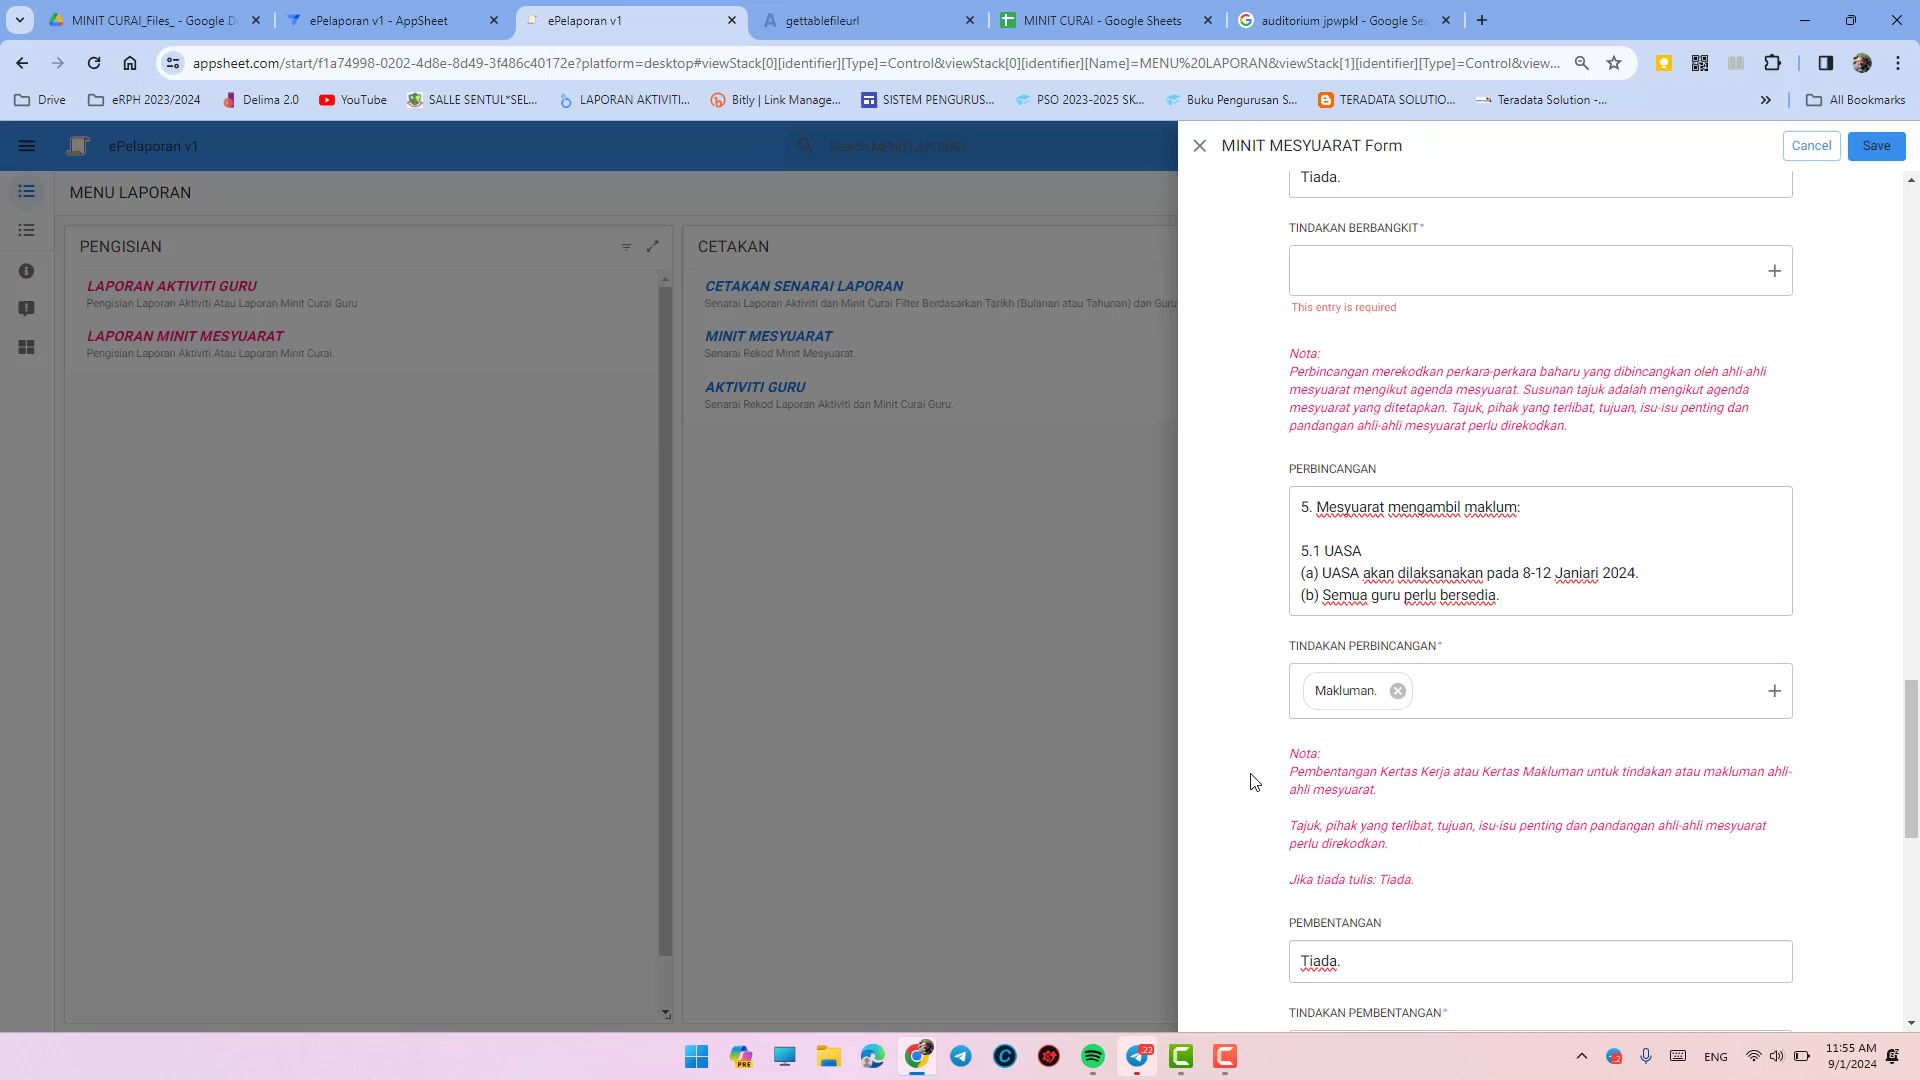 MINIT CURAI_Files_ - Google D
ePelaporan v1 - AppSheet
ePelaporan v1
gettablefileurl
MINIT CURAI - Google Sheets
auditorium jpwpkl - Google Se
appsheet.com/start/f1a74998-0202-4d8e-8d49-3f486c40172e?platform=desktop#viewStack[0][identifier][Type]=Control&viewStack[0][identifier][Name]=MENU%20LAPORAN&viewStack[1][identifier][Type]=Control&view...
Drive
eRPH 2023/2024
Delima 2.0
YouTube
SALLE SENTUL*SEL...
LAPORAN AKTIVITI...
Bitly | Link Manage...
SISTEM PENGURUS...
PSO 2023-2025 SK...
Buku Pengurusan S...
TERADATA SOLUTIO...
Teradata Solution -...
All Bookmarks
ePelaporan v1
Search MENU LAPORAN
MENU LAPORAN
PENGISIAN
LAPORAN AKTIVITI GURU
Pengisian Laporan Aktiviti Atau Laporan Minit Curai Guru
LAPORAN MINIT MESYUARAT
Pengisian Laporan Aktiviti Atau Laporan Minit Curai.
CETAKAN
CETAKAN SENARAI LAPORAN
Senarai Laporan Aktiviti dan Minit Curai Filter Berdasarkan Tarikh (Bulanan atau Tahunan) dan Guru
MINIT MESYUARAT
Senarai Rekod Minit Mesyuarat.
AKTIVITI GURU
Senarai Rekod Laporan Aktiviti dan Minit Curai Guru.
MINIT MESYUARAT Form
Cancel
Save
Tiada.
TINDAKAN BERBANGKIT*
This entry is required
Nota:
Perbincangan merekodkan perkara-perkara baharu yang dibincangkan oleh ahli-ahli
mesyuarat mengikut agenda mesyuarat. Susunan tajuk adalah mengikut agenda
mesyuarat yang ditetapkan. Tajuk, pihak yang terlibat, tujuan, isu-isu penting dan
pandangan ahli-ahli mesyuarat perlu direkodkan.
PERBINCANGAN
5. Mesyuarat mengambil maklum:
5.1 UASA
(a) UASA akan dilaksanakan pada 8-12 Janiari 2024.
(b) Semua guru perlu bersedia.
TINDAKAN PERBINCANGAN*
Makluman.
Nota:
Pembentangan Kertas Kerja atau Kertas Makluman untuk tindakan atau makluman ahli-
ahli mesyuarat.
Tajuk, pihak yang terlibat, tujuan, isu-isu penting dan pandangan ahli-ahli mesyuarat
perlu direkodkan.
Jika tiada tulis: Tiada.
PEMBENTANGAN
Tiada.
TINDAKAN PEMBENTANGAN*
PRE
22
2
ENG
11:55 AM
9/1/2024